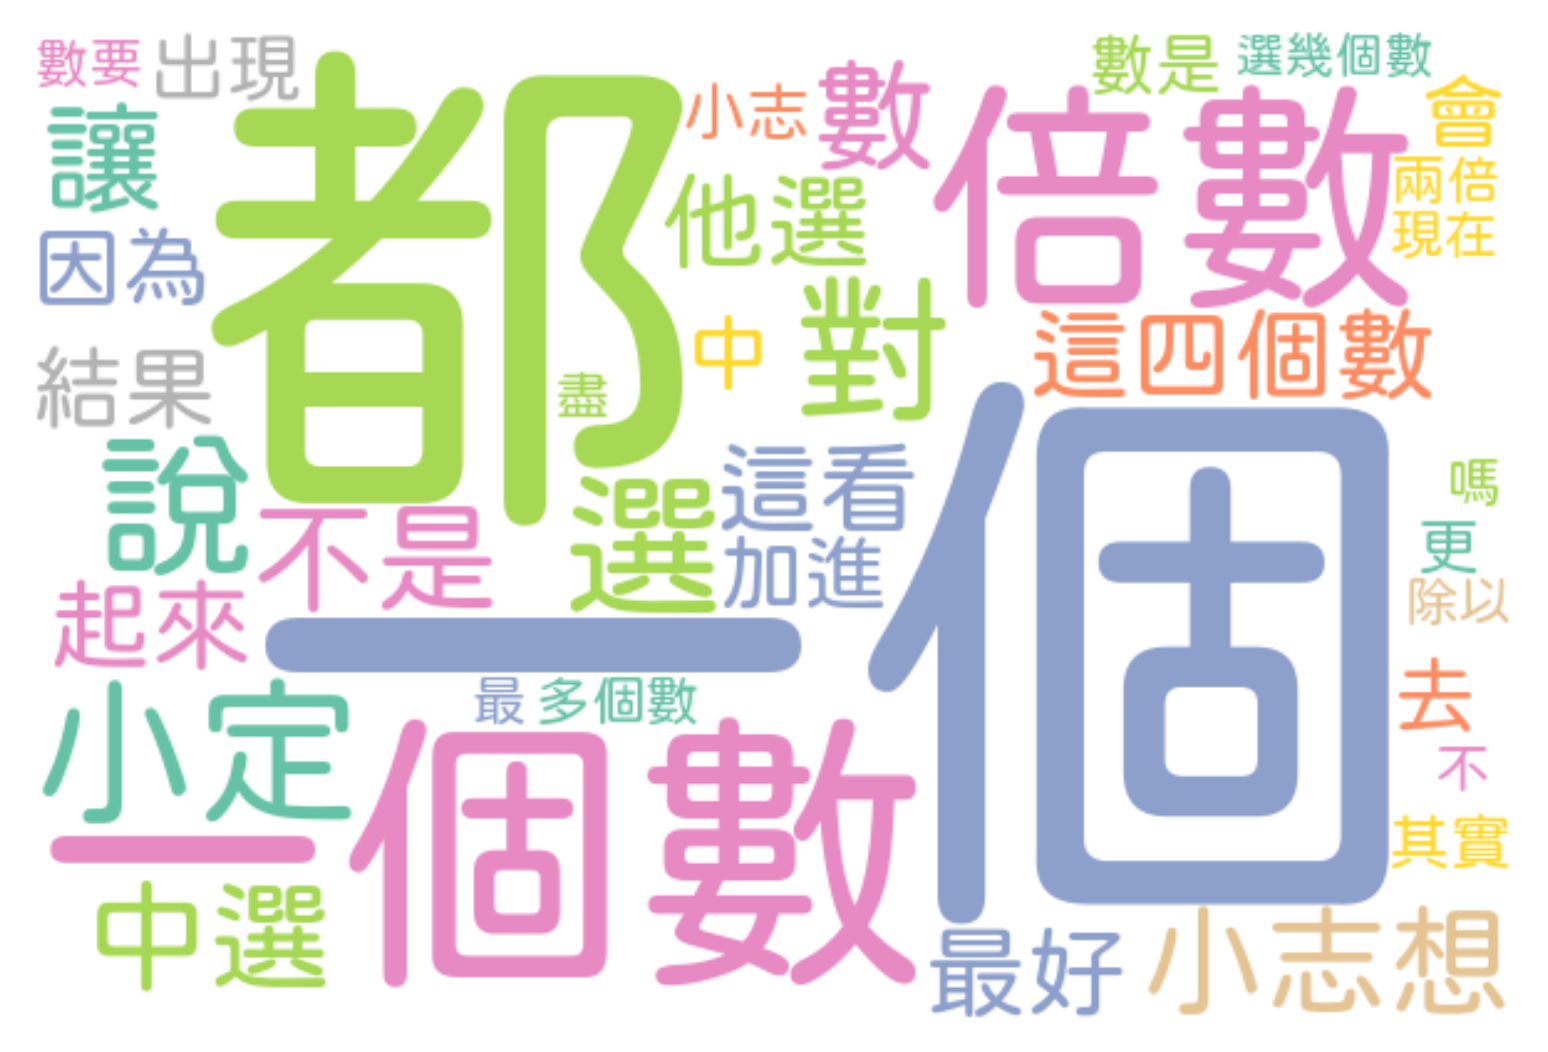 數要
出現
讓
因為
結果
說
起來
小定
都
盡
不是
選
一個
最
多個數
一個數
中選
小志
數
他選
中
對
這看
加進
倍數
數是
選幾個數
會
兩倍
現在
這四個數
嗎
更
除以
去
不
其實
最好
小志想